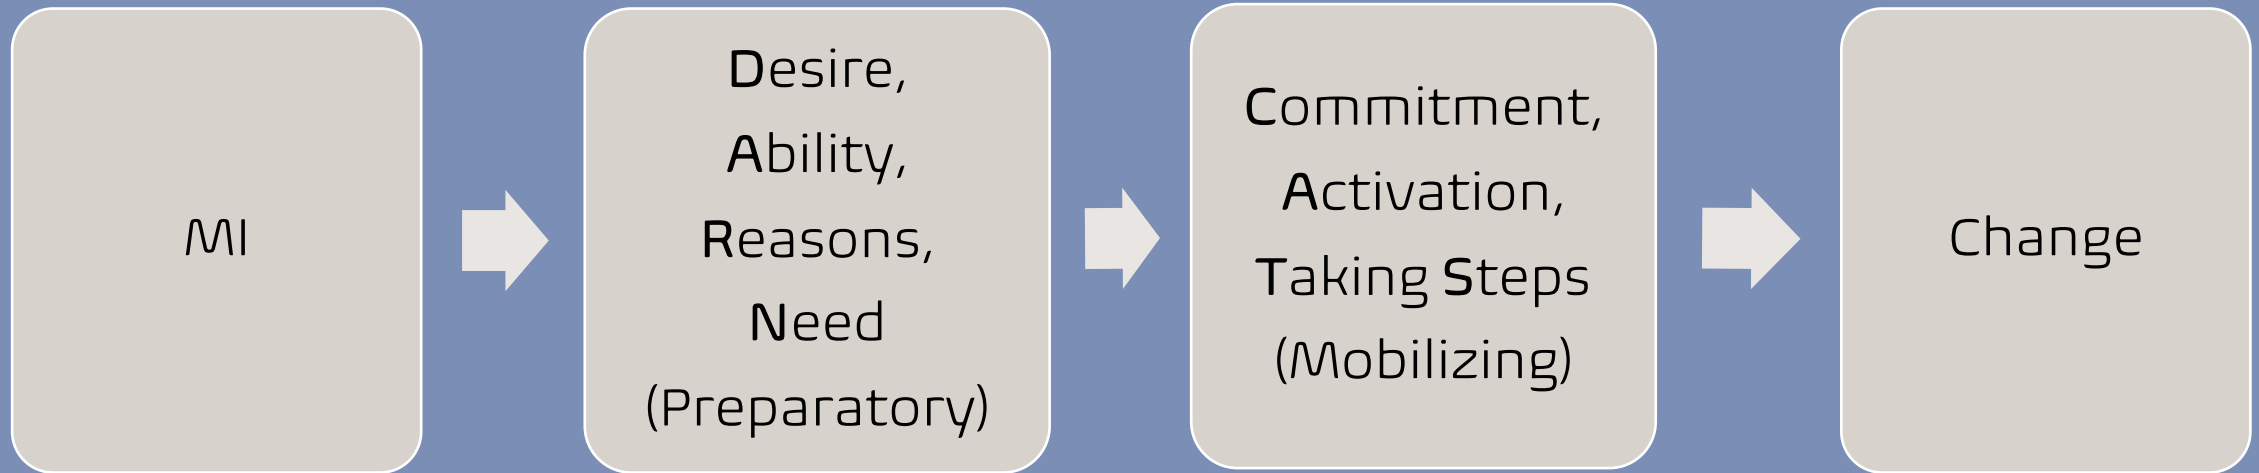 MI
Desire,
Ability,
Reasons,
Need
(Preparatory)
Commitment,
Activation,
Taking Steps
(Mobilizing)
Change